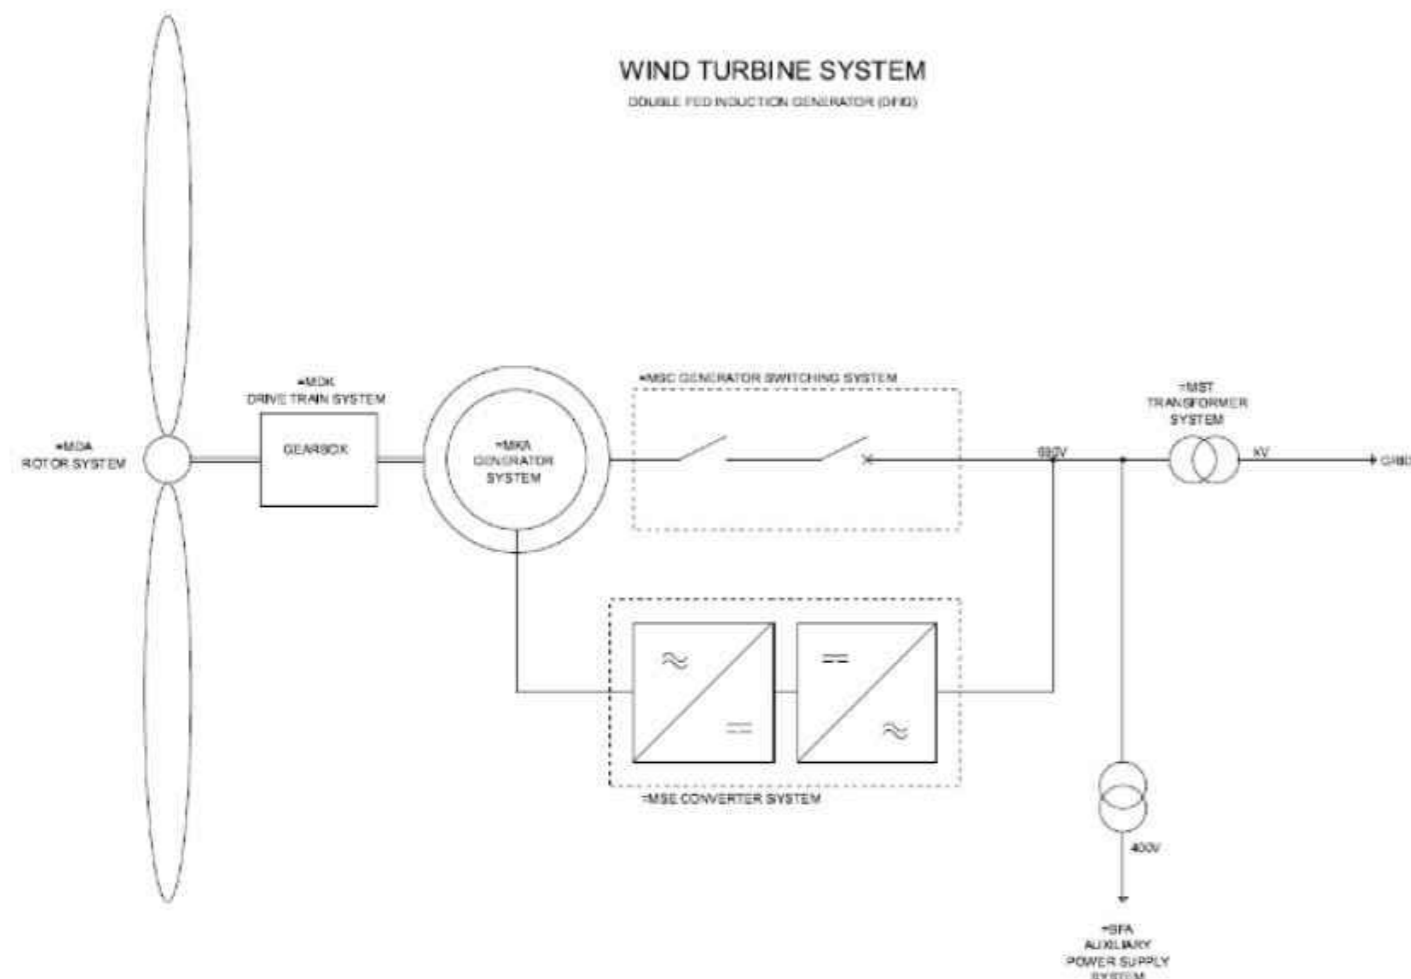 WIND TURBINE SYSTEM
DOUBLE FED INDUCTION GENERATOR (DFIG)
=MDK
DRIVE TRAIN SYSTEM
GEARBOX
=MDA
ROTOR SYSTEM
=MKA
GENERATOR
SYSTEM
=MSC GENERATOR SWITCHING SYSTEM
690V
=MST
TRANSFORMER
SYSTEM
kV
GRID
=MSE CONVERTER SYSTEM
400V
=BFA
AUXILIARY
POWER SUPPLY
SYSTEM